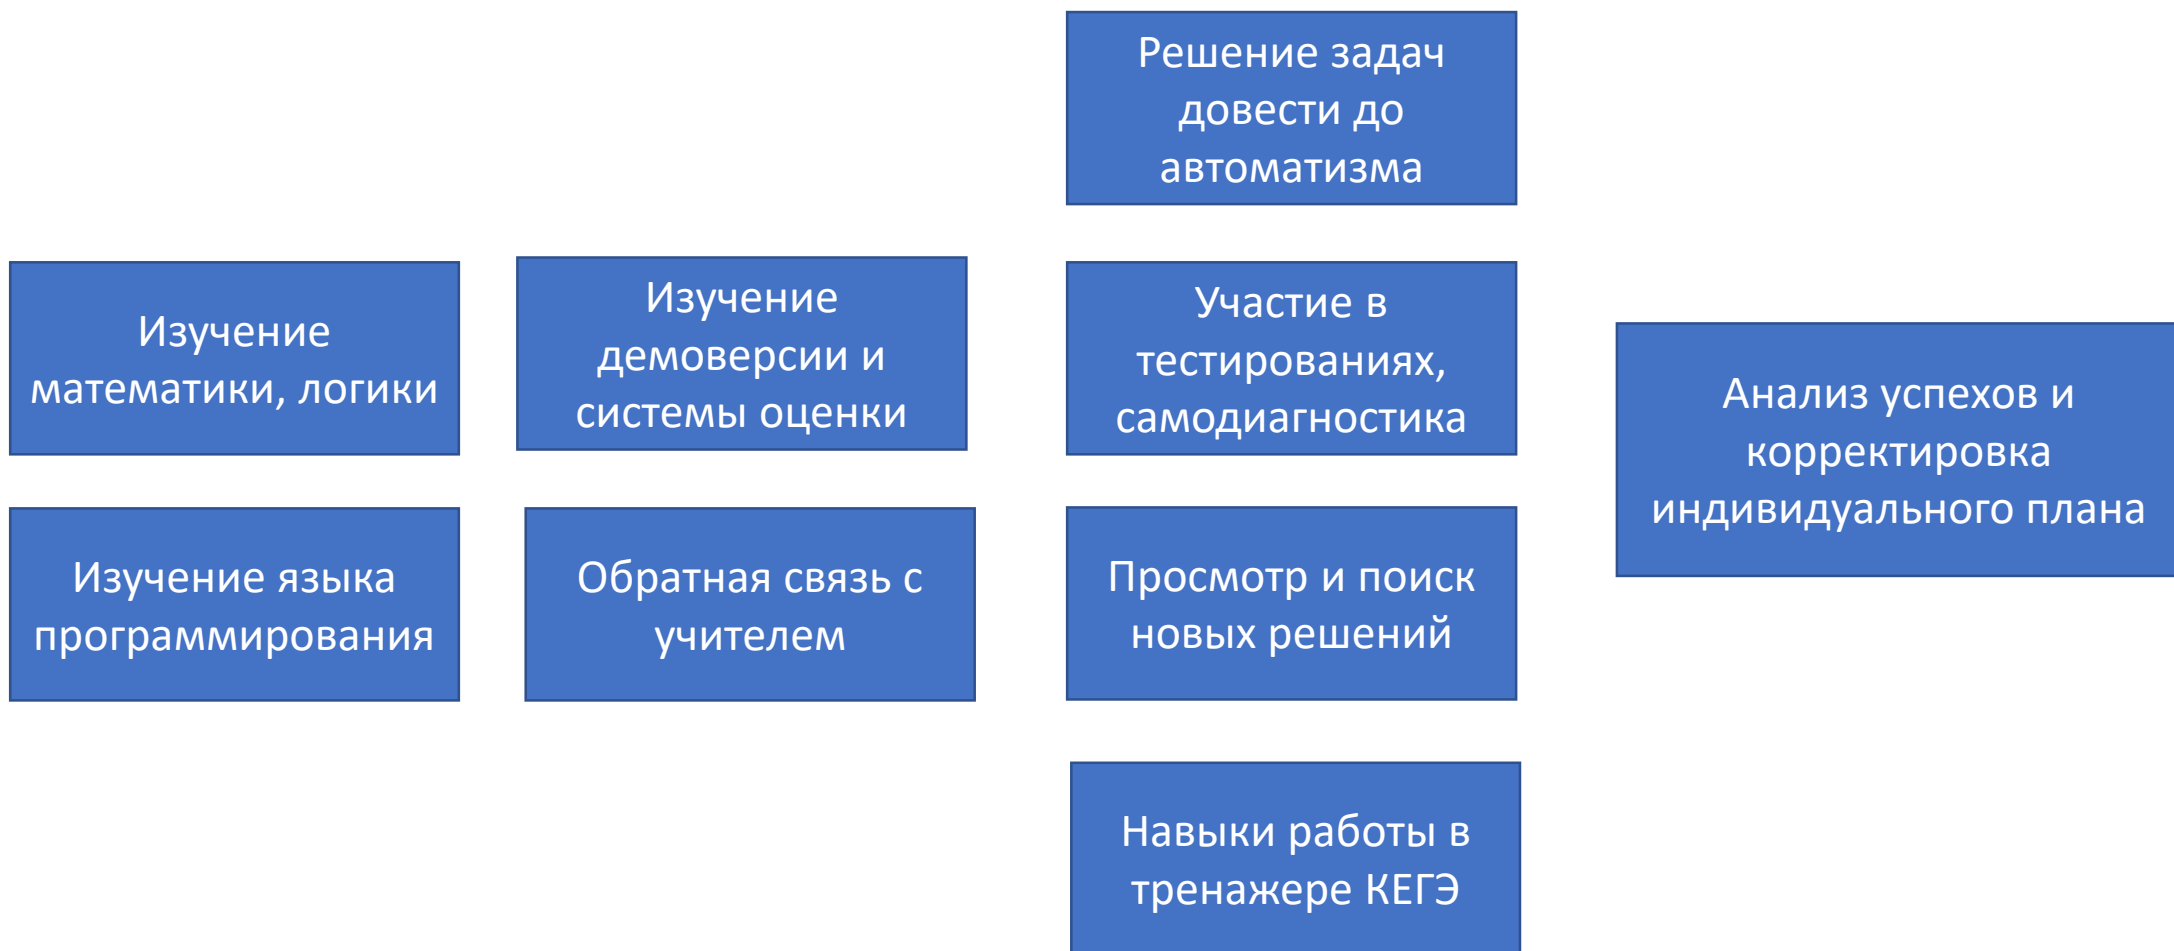 Решение задач
довести до
автоматизма
Изучение
математики, логики
Изучение
демоверсии и
системы оценки
Участие в
тестированиях,
самодиагностика
Анализ успехов и
корректировка
индивидуального плана
Изучение языка
программирования
Обратная связь с
учителем
Просмотр и поиск
новых решений
Навыки работы в
тренажере КЕГЭ